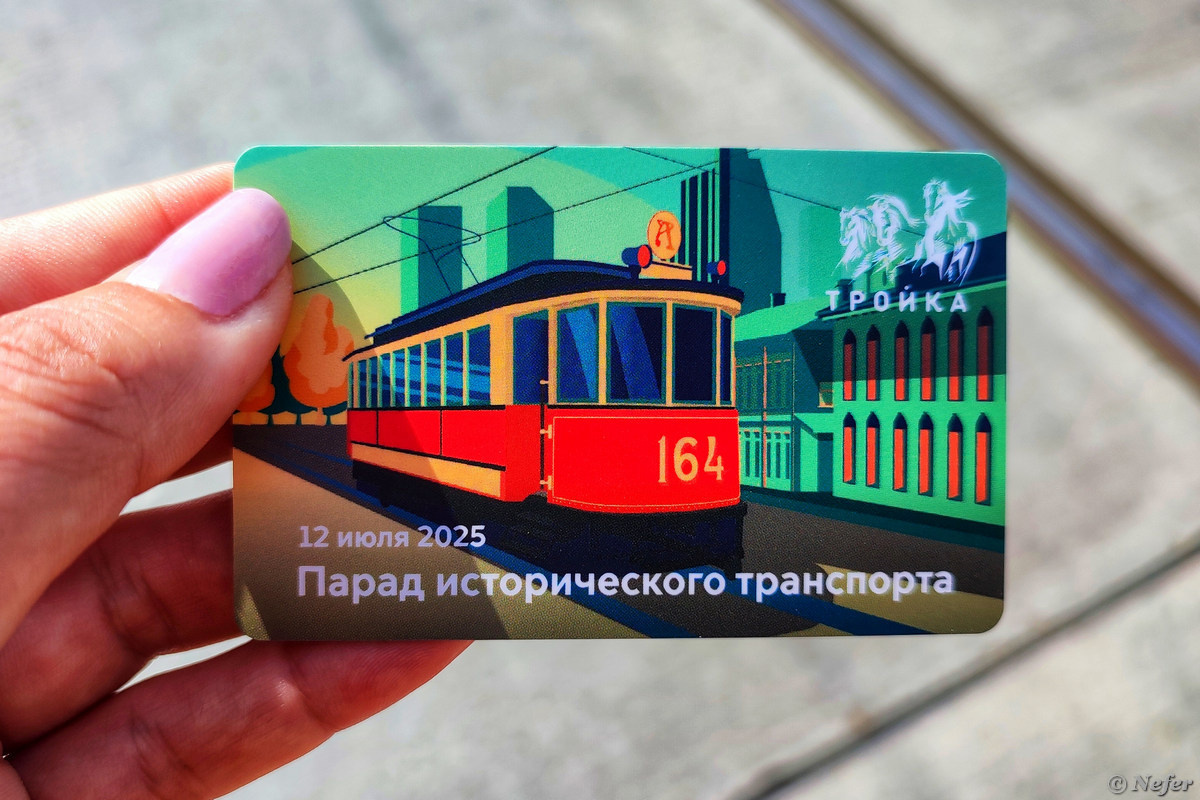 А
ТРОЙКА
164
12 июля 2025
Парад исторического транспорта
© Nefer